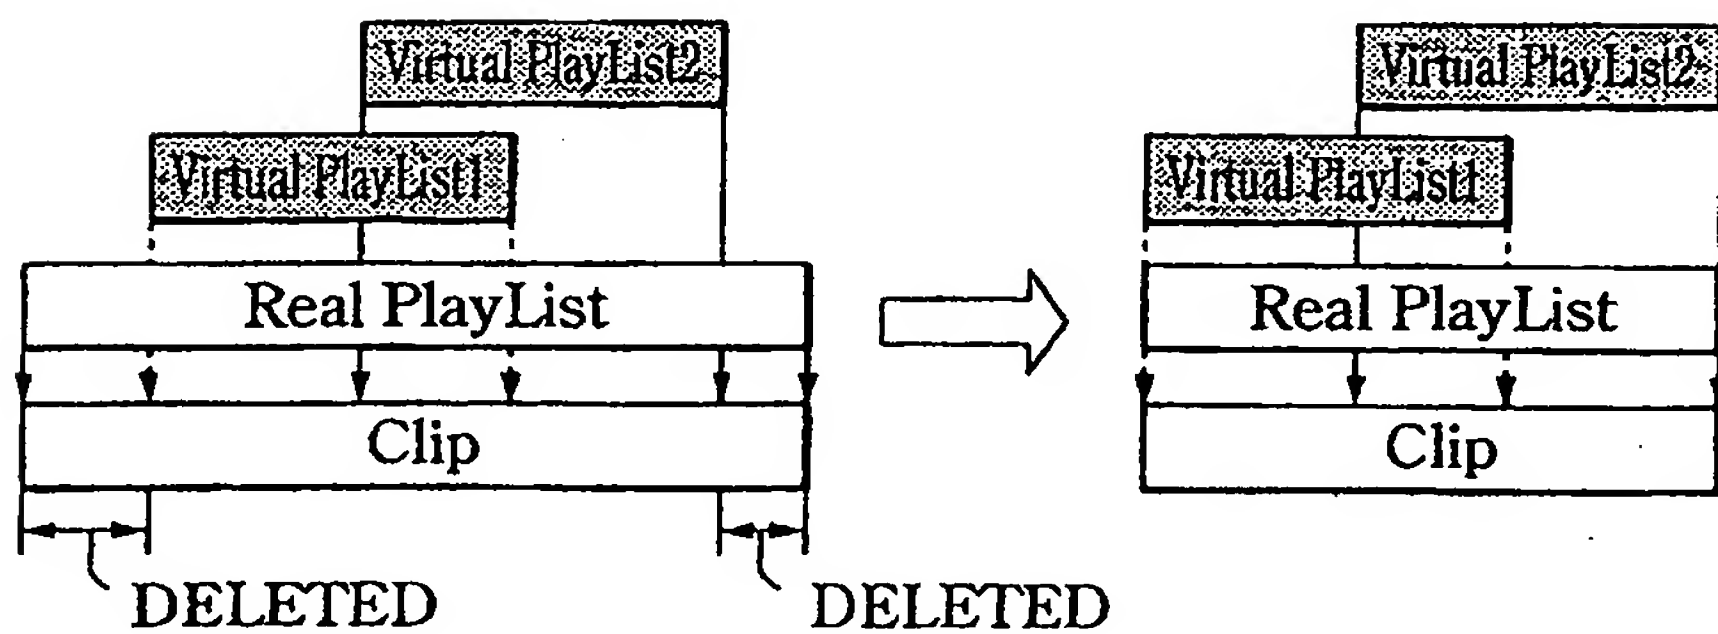 Virtual PlayList2
Virtual PlayList1
Real PlayList
Clip
DELETED
DELETED
Virtual PlayList2
Virtual PlayList1
Real PlayList
Clip